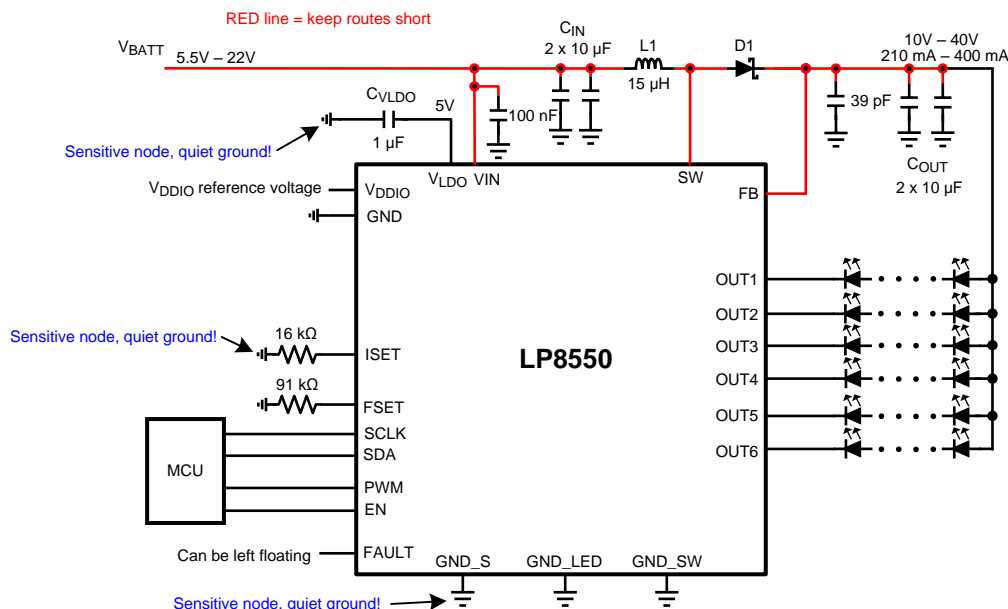 RED line = keep routes short
VBATT
5.5V – 22V
CIN
2 x 10 µF
L1
15 µH
D1
10V – 40V
210 mA – 400 mA
39 pF
COUT
2 x 10 µF
CVLDO
1 µF
5V
100 nF
Sensitive node, quiet ground!
VLDO
VIN
SW
FB
VDDIO reference voltage
VDDIO
GND
Sensitive node, quiet ground!
16 kΩ
ISET
91 kΩ
FSET
LP8550
OUT1
OUT2
OUT3
OUT4
OUT5
OUT6
MCU
SCLK
SDA
PWM
EN
Can be left floating
FAULT
GND_S
GND_LED
GND_SW
Sensitive node, quiet ground!